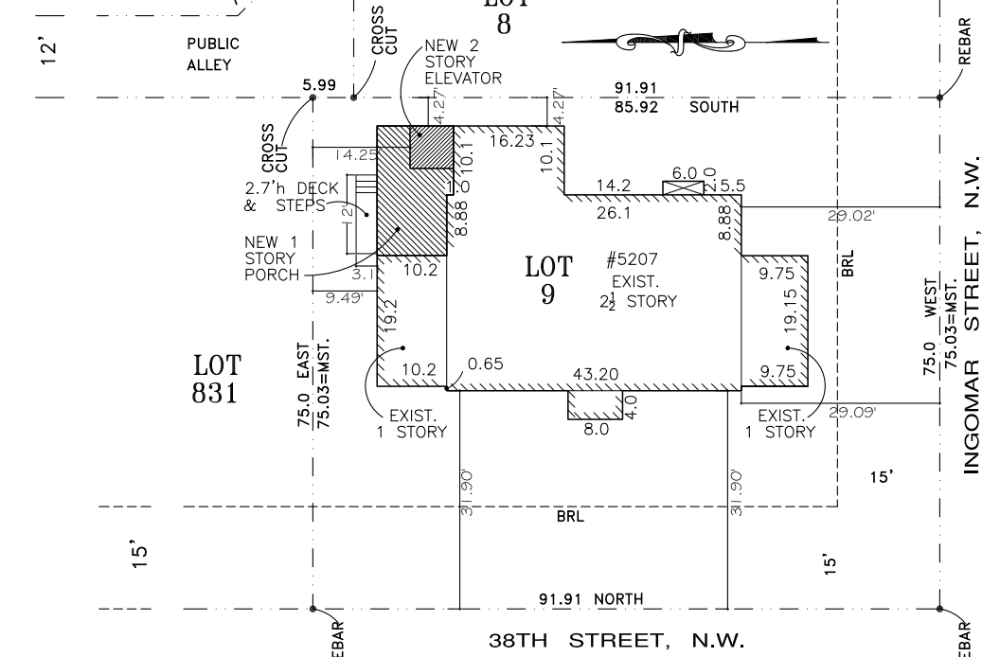 LOT
8
12'
PUBLIC
ALLEY
CROSS
CUT
NEW 2
STORY
ELEVATOR
REBAR
5.99
4.27'
4.27'
91.91
85.92 SOUTH
CROSS
CUT
14.25'
16.23
10.1
10.1
2.7'h DECK
& STEPS
12'
1.0
8.88
14.2
6.0
2.0
5.5
26.1
8.88
29.02'
NEW 1
STORY
PORCH
3.1
10.2
9.49'
19.2
10.2
LOT
9
#5207
EXIST.
2½ STORY
9.75
19.15
9.75
BRL
75.0 WEST
75.03=MST.
INGOMAR STREET, N.W.
LOT
831
75.0 EAST
75.03=MST.
0.65
43.20
EXIST.
1 STORY
8.0
4.0
EXIST.
1 STORY
29.09'
31.90'
31.90'
15'
BRL
15'
15'
91.91 NORTH
38TH STREET, N.W.
EBAR
EBAR